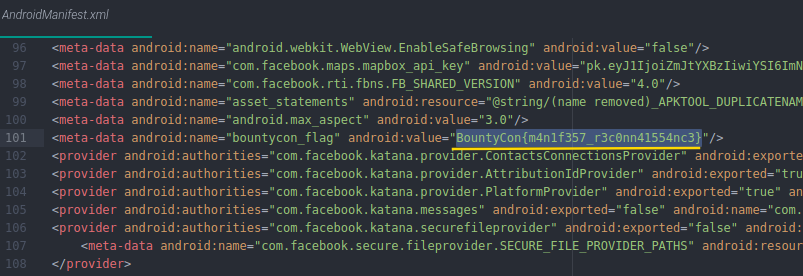 AndroidManifest.xml
96 <meta-data android:name="android.webkit.WebView.EnableSafeBrowsing" android:value="false"/>
97 <meta-data android:name="com.facebook.maps.mapbox_api_key" android:value="pk.eyJ1IjoiZmJtYXBzIiwiYSI6ImN
98 <meta-data android:name="com.facebook.rti.fbns.FB_SHARED_VERSION" android:value="4.0"/>
99 <meta-data android:name="asset_statements" android:resource="@string/(name removed)_APKTOOL_DUPLICATENAM
100 <meta-data android:name="android.max_aspect" android:value="3.0"/>
101 <meta-data android:name="bountycon_flag" android:value="BountyCon{m4n1f357_r3c0nn41554nc3}"/>
102 <provider android:authorities="com.facebook.katana.provider.ContactsConnectionsProvider" android:exporte
103 <provider android:authorities="com.facebook.katana.provider.AttributionIdProvider" android:exported="tru
104 <provider android:authorities="com.facebook.katana.provider.PlatformProvider" android:exported="true" an
105 <provider android:authorities="com.facebook.katana.messages" android:exported="false" android:name="com.
106 <provider android:authorities="com.facebook.katana.securefileprovider" android:exported="false" android:
107 <meta-data android:name="com.facebook.secure.fileprovider.SECURE_FILE_PROVIDER_PATHS" android:resour
108 </provider>